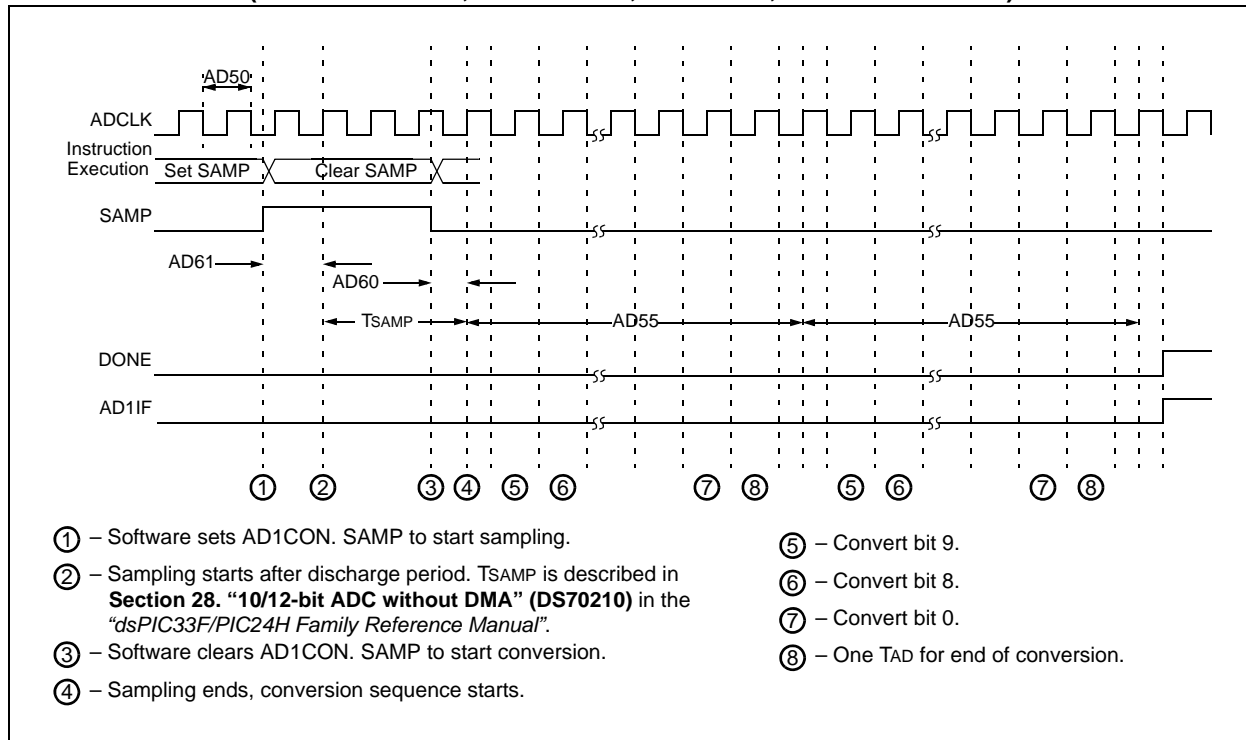 AD50
ADCLK
Instruction
Execution
Set SAMP
Clear SAMP
SAMP
AD61
AD60
TSAMP
AD55
AD55
DONE
AD1IF
1 2 3 4 5 6 7 8 5 6 7 8
1 – Software sets AD1CON. SAMP to start sampling.
2 – Sampling starts after discharge period. TSAMP is described in
Section 28. “10/12-bit ADC without DMA” (DS70210) in the
“dsPIC33F/PIC24H Family Reference Manual”.
3 – Software clears AD1CON. SAMP to start conversion.
4 – Sampling ends, conversion sequence starts.
5 – Convert bit 9.
6 – Convert bit 8.
7 – Convert bit 0.
8 – One TAD for end of conversion.